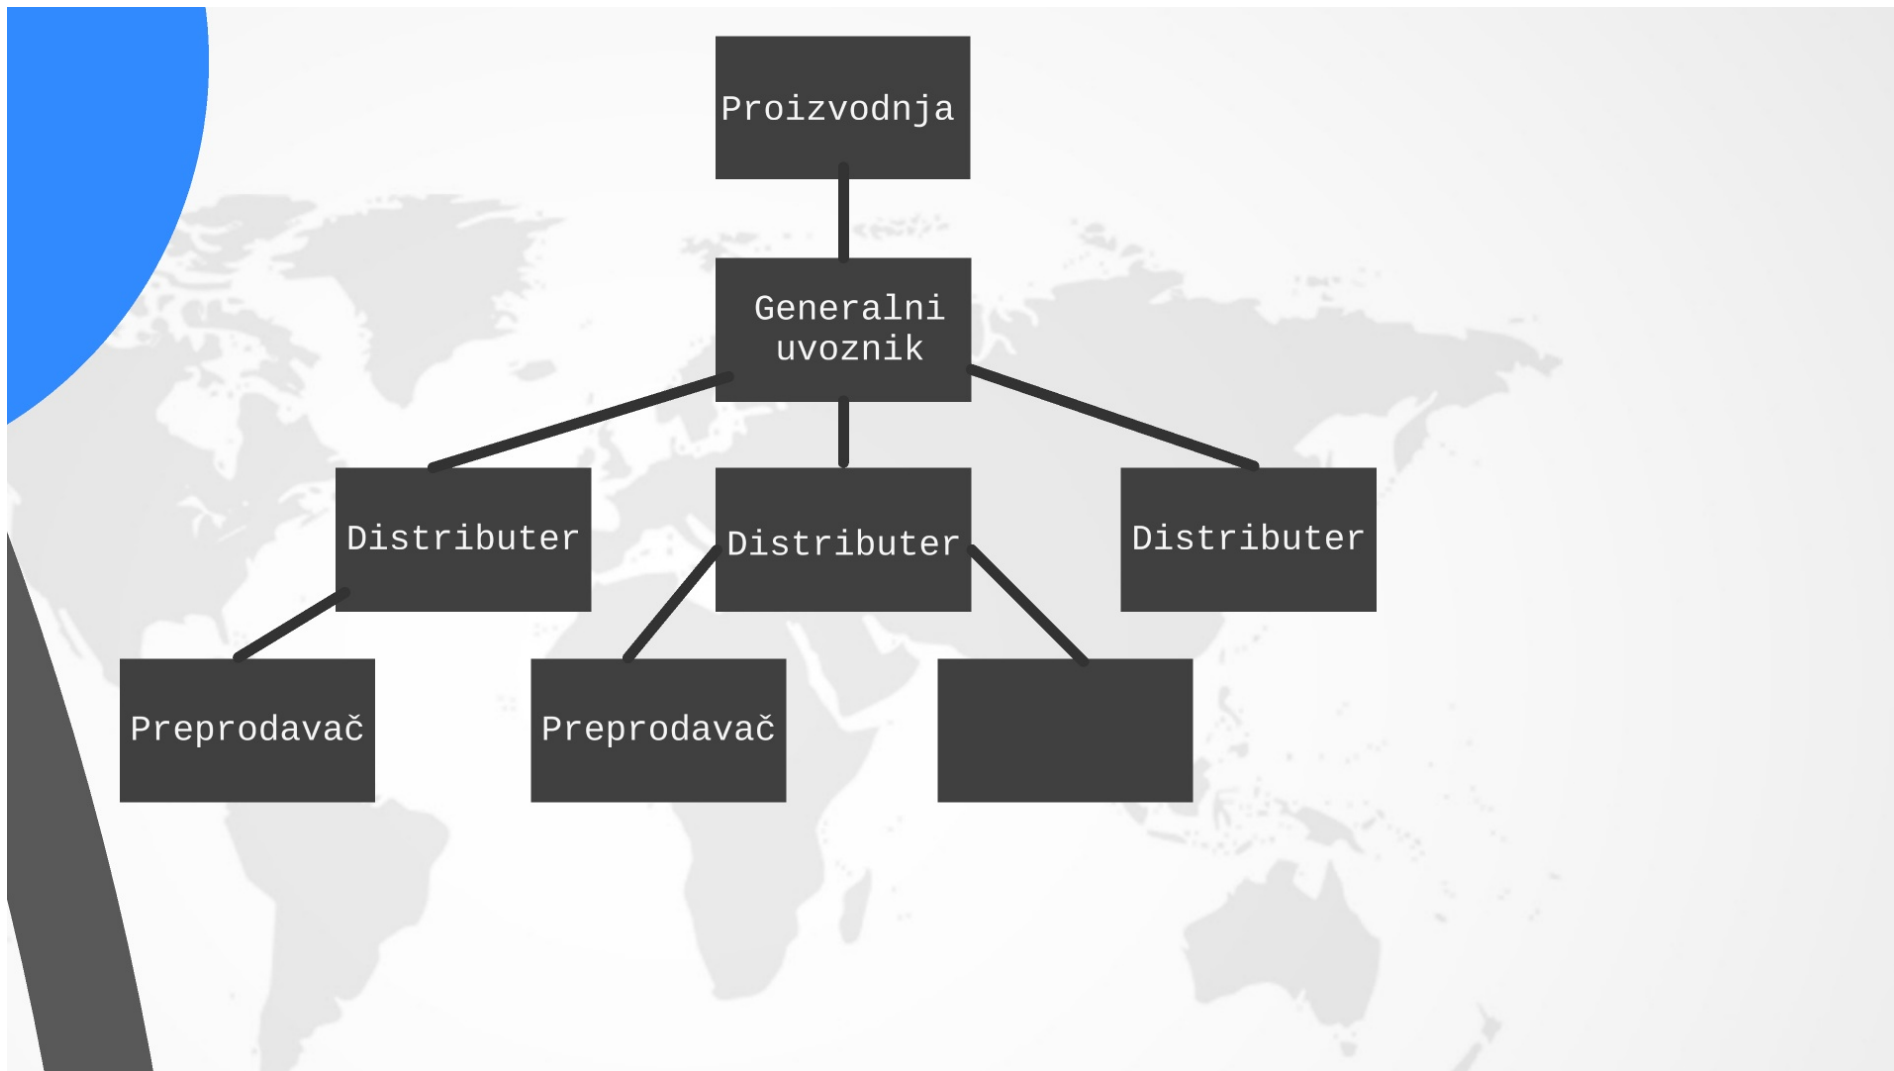 Proizvodnja
Generalni
uvoznik
Distributer
Distributer
Distributer
Preprodavač
Preprodavač